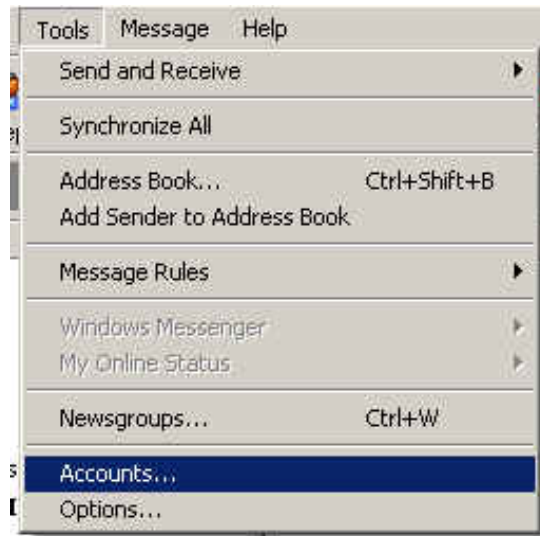 Tools Message Help
Send and Receive
Synchronize All
Address Book... Ctrl+Shift+B
Add Sender to Address Book
Message Rules
Windows Messenger
My Online Status
Newsgroups... Ctrl+W
Accounts...
Options...